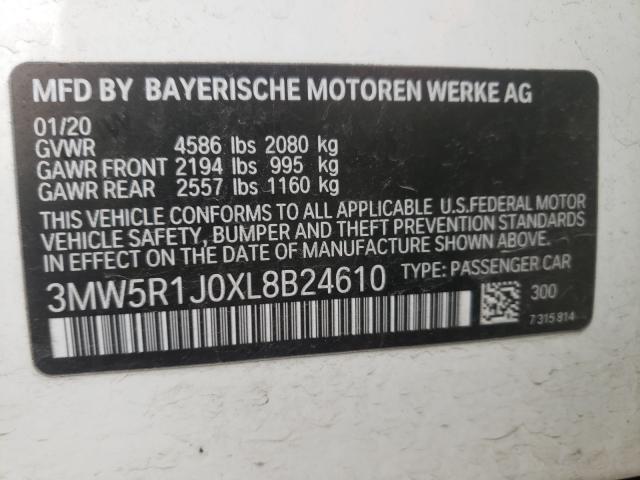 MFD BY BAYERISCHE MOTOREN WERKE AG
01/20
GVWR 4586 lbs 2080 kg
GAWR FRONT 2194 lbs 995 kg
GAWR REAR 2557 lbs 1160 kg
THIS VEHICLE CONFORMS TO ALL APPLICABLE U.S.FEDERAL MOTOR
VEHICLE SAFETY, BUMPER AND THEFT PREVENTION STANDARDS
IN EFFECT ON THE DATE OF MANUFACTURE SHOWN ABOVE.
3MW5R1J0XL8B24610 TYPE: PASSENGER CAR
300
7315814